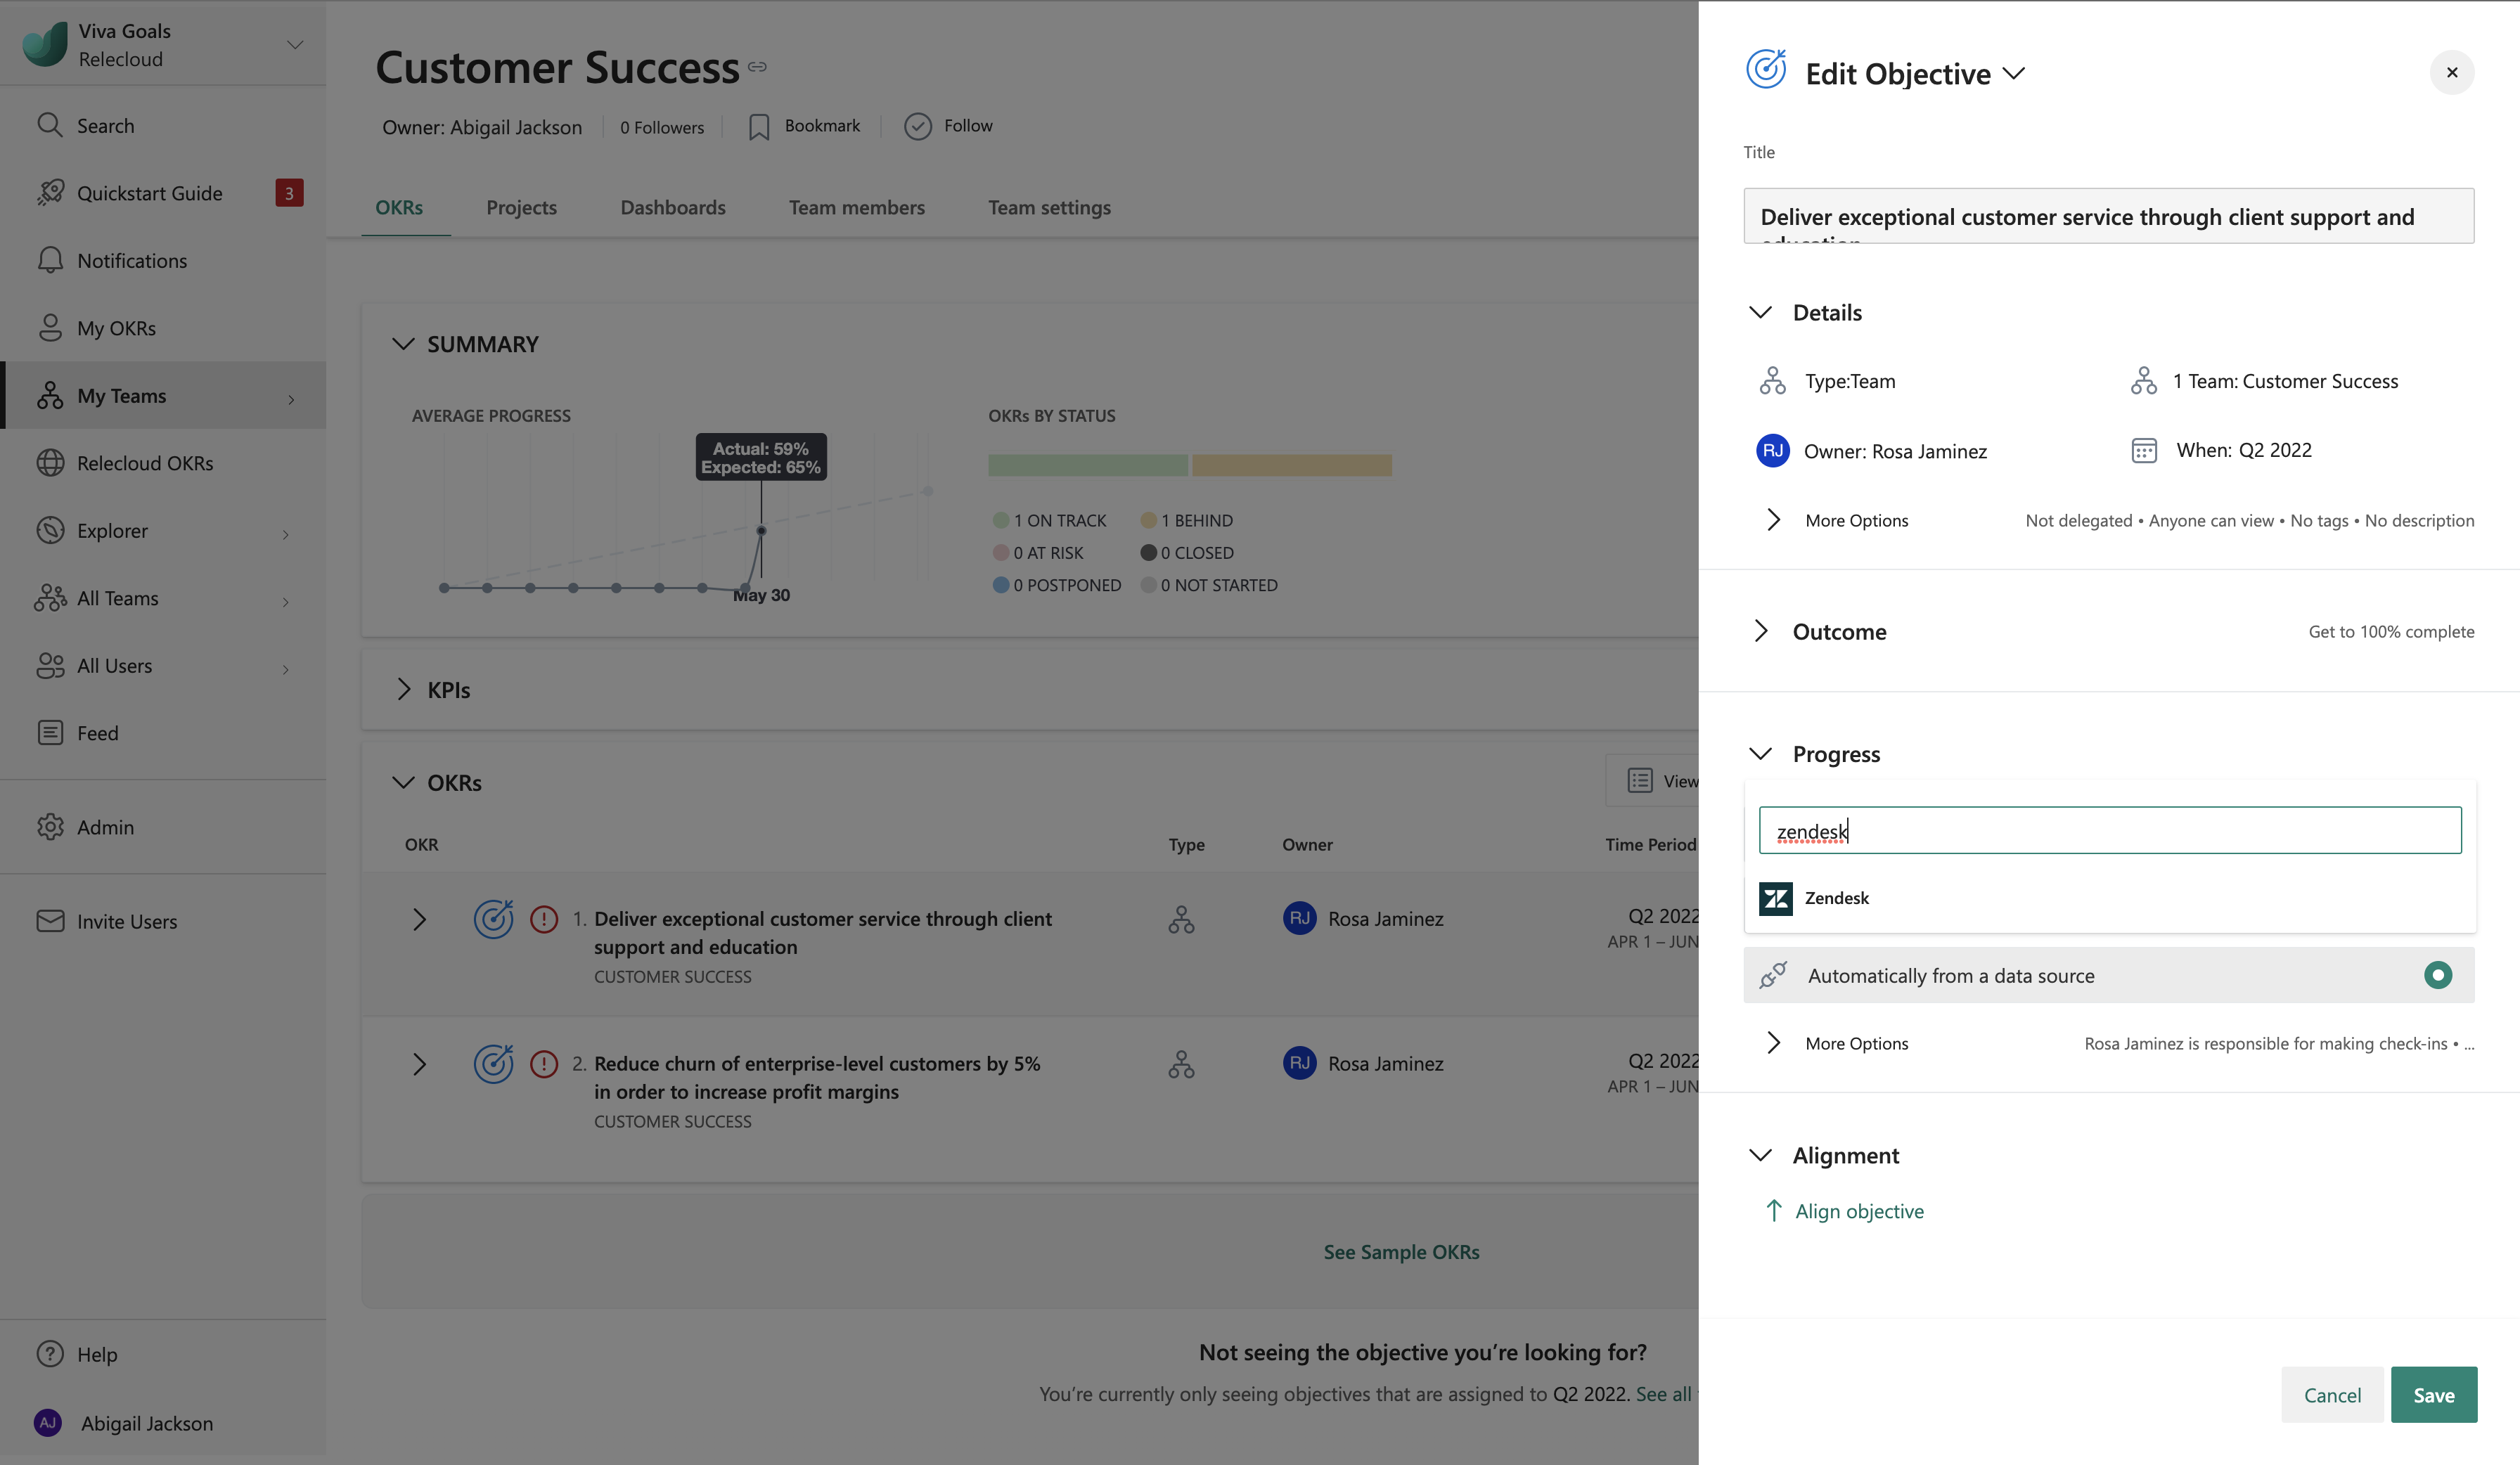 Viva Goals
Relecloud
Search
Quickstart Guide
3
Notifications
My OKRs
My Teams
Relecloud OKRs
Explorer
All Teams
All Users
Feed
Admin
Invite Users
Help
AJ
Abigail Jackson
Customer Success
Owner: Abigail Jackson
0 Followers
Bookmark
Follow
OKRs
Projects
Dashboards
Team members
Team settings
SUMMARY
AVERAGE PROGRESS
Actual: 59%
Expected: 65%
May 30
OKRs BY STATUS
1 ON TRACK
1 BEHIND
0 AT RISK
0 CLOSED
0 POSTPONED
0 NOT STARTED
KPIs
OKRs
View
OKR
Type
Owner
Time Period
1. Deliver exceptional customer service through client
support and education
CUSTOMER SUCCESS
RJ
Rosa Jaminez
Q2 2022
APR 1 – JUN
2. Reduce churn of enterprise-level customers by 5%
in order to increase profit margins
CUSTOMER SUCCESS
RJ
Rosa Jaminez
Q2 2022
APR 1 – JUN
See Sample OKRs
Not seeing the objective you’re looking for?
You’re currently only seeing objectives that are assigned to Q2 2022. See all
Edit Objective
Title
Deliver exceptional customer service through client support and
education
Details
Type:Team
1 Team: Customer Success
RJ
Owner: Rosa Jaminez
When: Q2 2022
More Options
Not delegated • Anyone can view • No tags • No description
Outcome
Get to 100% complete
Progress
zendesk
Zendesk
Automatically from a data source
More Options
Rosa Jaminez is responsible for making check-ins • ...
Alignment
Align objective
Cancel
Save